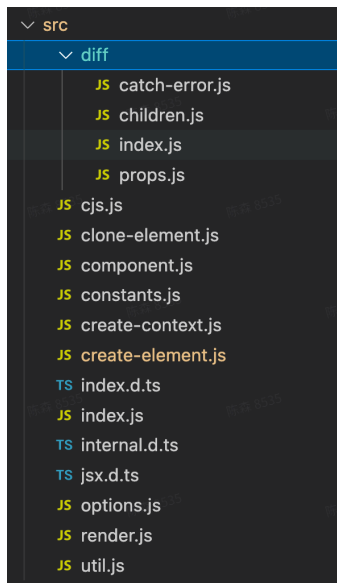 src
diff
JS catch-error.js
JS children.js
JS index.js
JS props.js
JS cjs.js
JS clone-element.js
JS component.js
JS constants.js
JS create-context.js
JS create-element.js
TS index.d.ts
JS index.js
TS internal.d.ts
TS jsx.d.ts
JS options.js
JS render.js
JS util.js